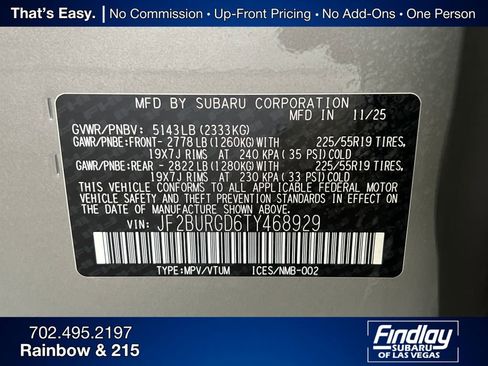 That's Easy. | No Commission • Up-Front Pricing • No Add-Ons • One Person
MFD BY SUBARU CORPORATION
MFD IN 11/25
GVWR/PNBV: 5143LB (2333KG)
GAWR/PNBE:FRONT- 2778 LB (1260KG) 225/55R19 TIRES,
19X7J RIMS AT 240 KPA (35 PSI)COLD
GAWR/PNBE:REAR - 2822 LB (1280KG) 225/55R19 TIRES,
19X7J RIMS AT 230 KPA (33 PSI)COLD
THIS VEHICLE CONFORMS TO ALL APPLICABLE FEDERAL MOTOR
VEHICLE SAFETY AND THEFT PREVENTION STANDARDS IN EFFECT ON
THE DATE OF MANUFACTURE SHOWN ABOVE.
VIN: JF2BURGD6TY468929
TYPE:MPV/VTUM ICES/NMB-002
702.495.2197
Rainbow & 215
Findlay
SUBARU
OF LAS VEGAS